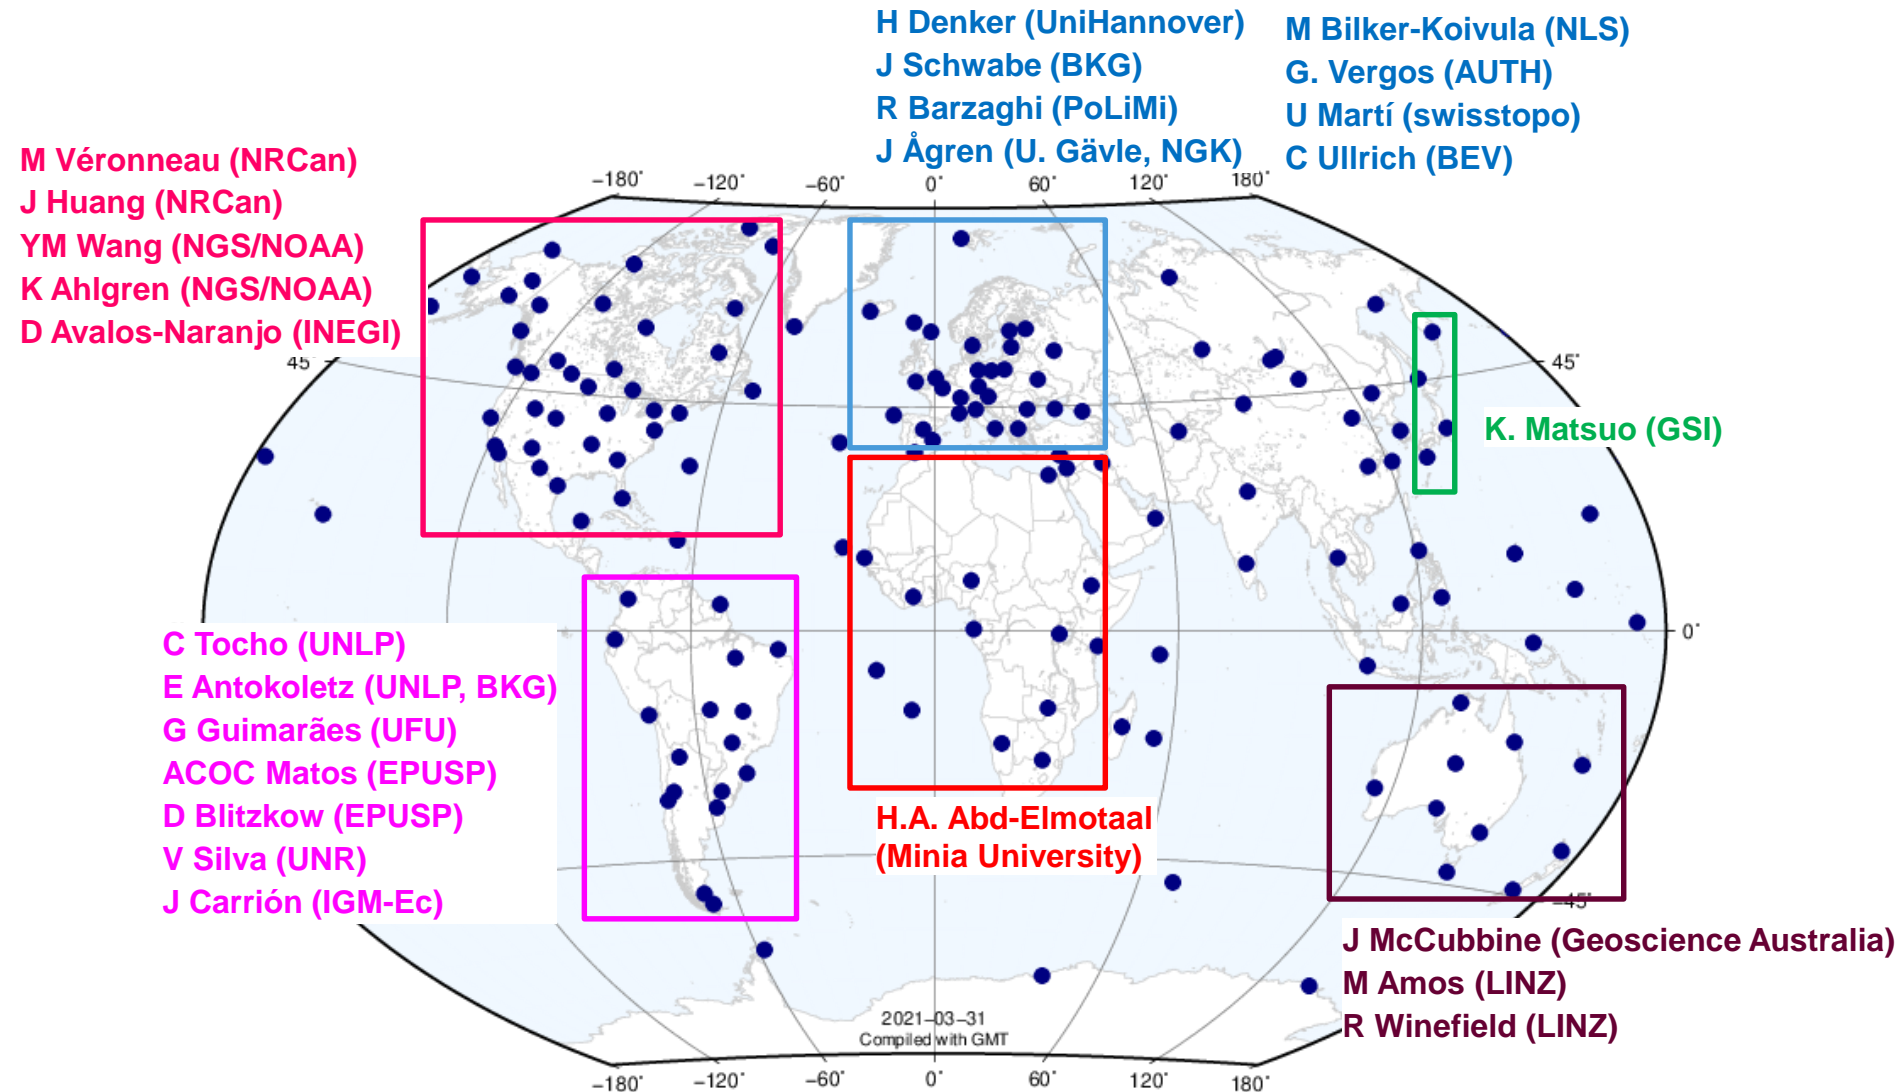 H Denker (UniHannover)
J Schwabe (BKG)
R Barzaghi (PoLiMi)
J Ågren (U. Gävle, NGK)
M Bilker-Koivula (NLS)
G. Vergos (AUTH)
U Martí (swisstopo)
C Ullrich (BEV)
M Véronneau (NRCan)
J Huang (NRCan)
YM Wang (NGS/NOAA)
K Ahlgren (NGS/NOAA)
D Avalos-Naranjo (INEGI)
−180° −120° −60° 0° 60° 120° 180°
45° 45°
K. Matsuo (GSI)
0°
C Tocho (UNLP)
E Antokoletz (UNLP, BKG)
G Guimarães (UFU)
ACOC Matos (EPUSP)
D Blitzkow (EPUSP)
V Silva (UNR)
J Carrión (IGM-Ec)
H.A. Abd-Elmotaal
(Minia University)
−45°
J McCubbine (Geoscience Australia)
M Amos (LINZ)
R Winefield (LINZ)
2021−03−31
Compiled with GMT
−180° −120° −60° 0° 60° 120° 180°